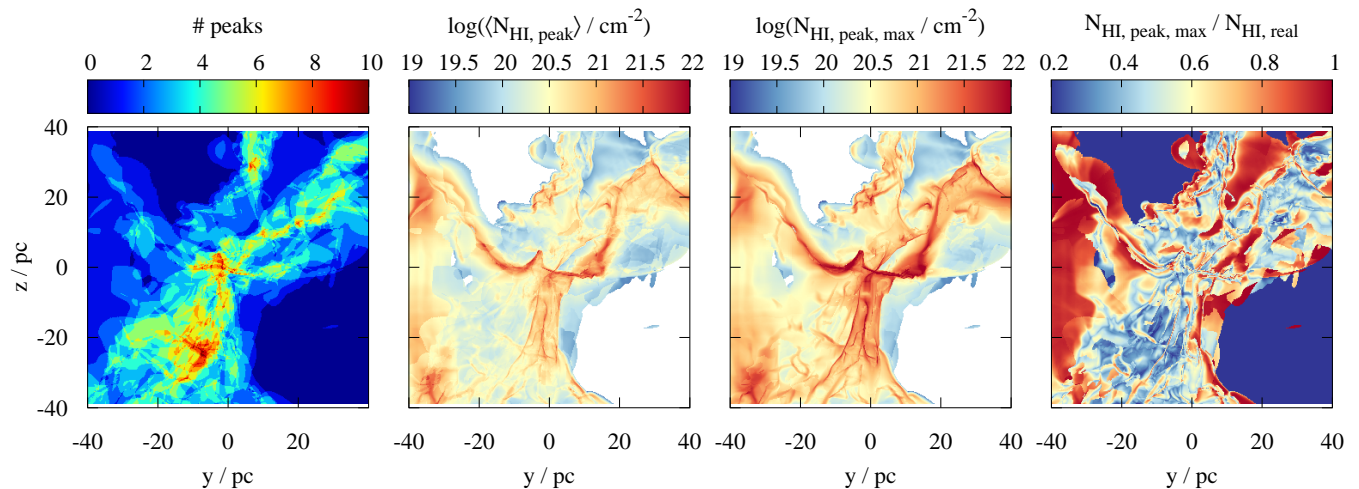 # peaks
log(⟨N_HI, peak⟩ / cm^-2)
log(N_HI, peak, max / cm^-2)
N_HI, peak, max / N_HI, real
0 2 4 6 8 10
19 19.5 20 20.5 21 21.5 22
19 19.5 20 20.5 21 21.5 22
0.2 0.4 0.6 0.8 1
40
20
0
-20
-40
z / pc
-40 -20 0 20 40
-40 -20 0 20 40
-40 -20 0 20 40
-40 -20 0 20 40
y / pc
y / pc
y / pc
y / pc